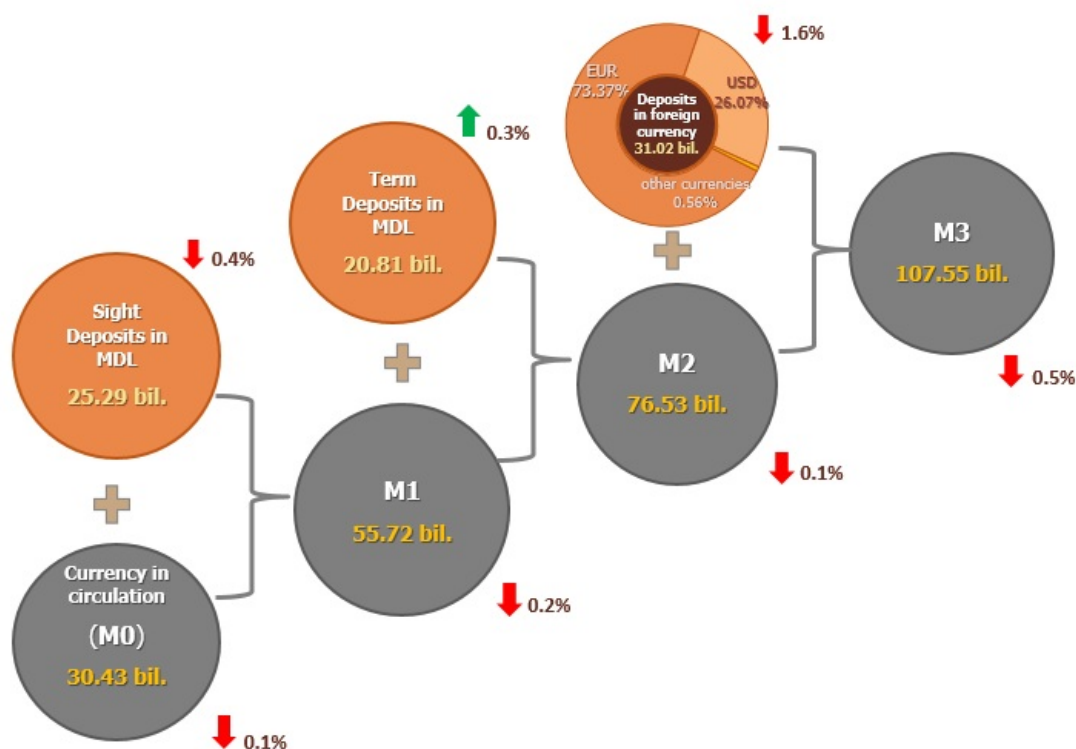 1.6%
EUR
73.37%
USD
26.07%
Deposits
in foreign
currency
31.02 bil.
other currencies
0.56%
0.3%
Term
Deposits in
MDL
20.81 bil.
M3
107.55 bil.
0.5%
0.4%
Sight
Deposits in
MDL
25.29 bil.
M2
76.53 bil.
0.1%
M1
55.72 bil.
0.2%
Currency in
circulation
(M0)
30.43 bil.
0.1%